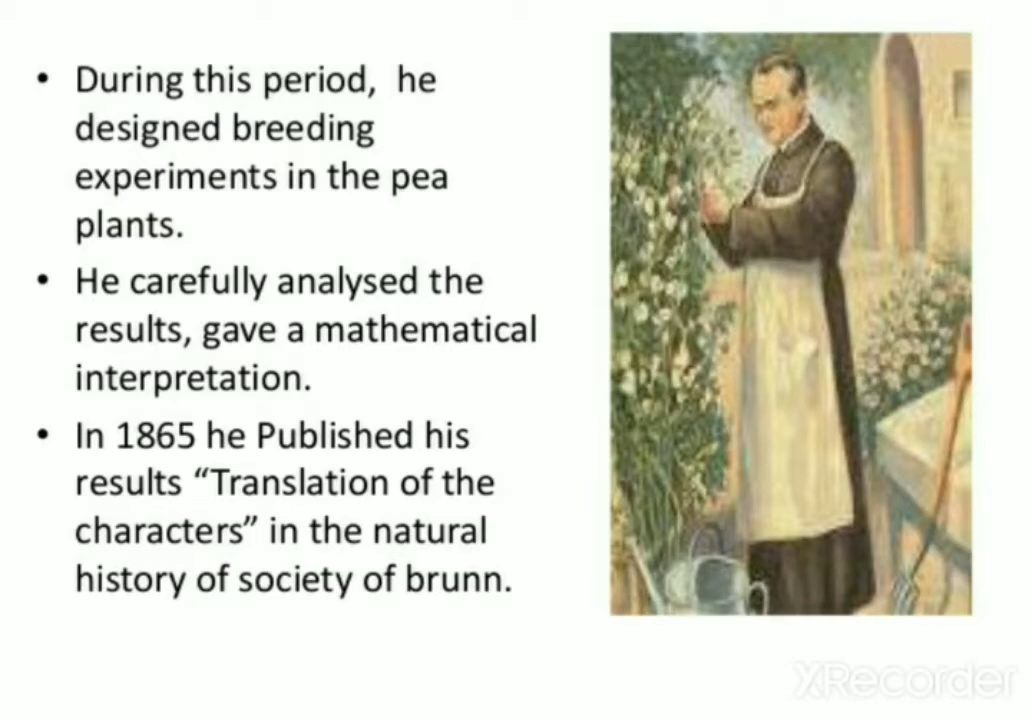 • During this period,  he
designed breeding
experiments in the pea
plants.
• He carefully analysed the
results, gave a mathematical
interpretation.
• In 1865 he Published his
results “Translation of the
characters” in the natural
history of society of brunn.
XRecorder